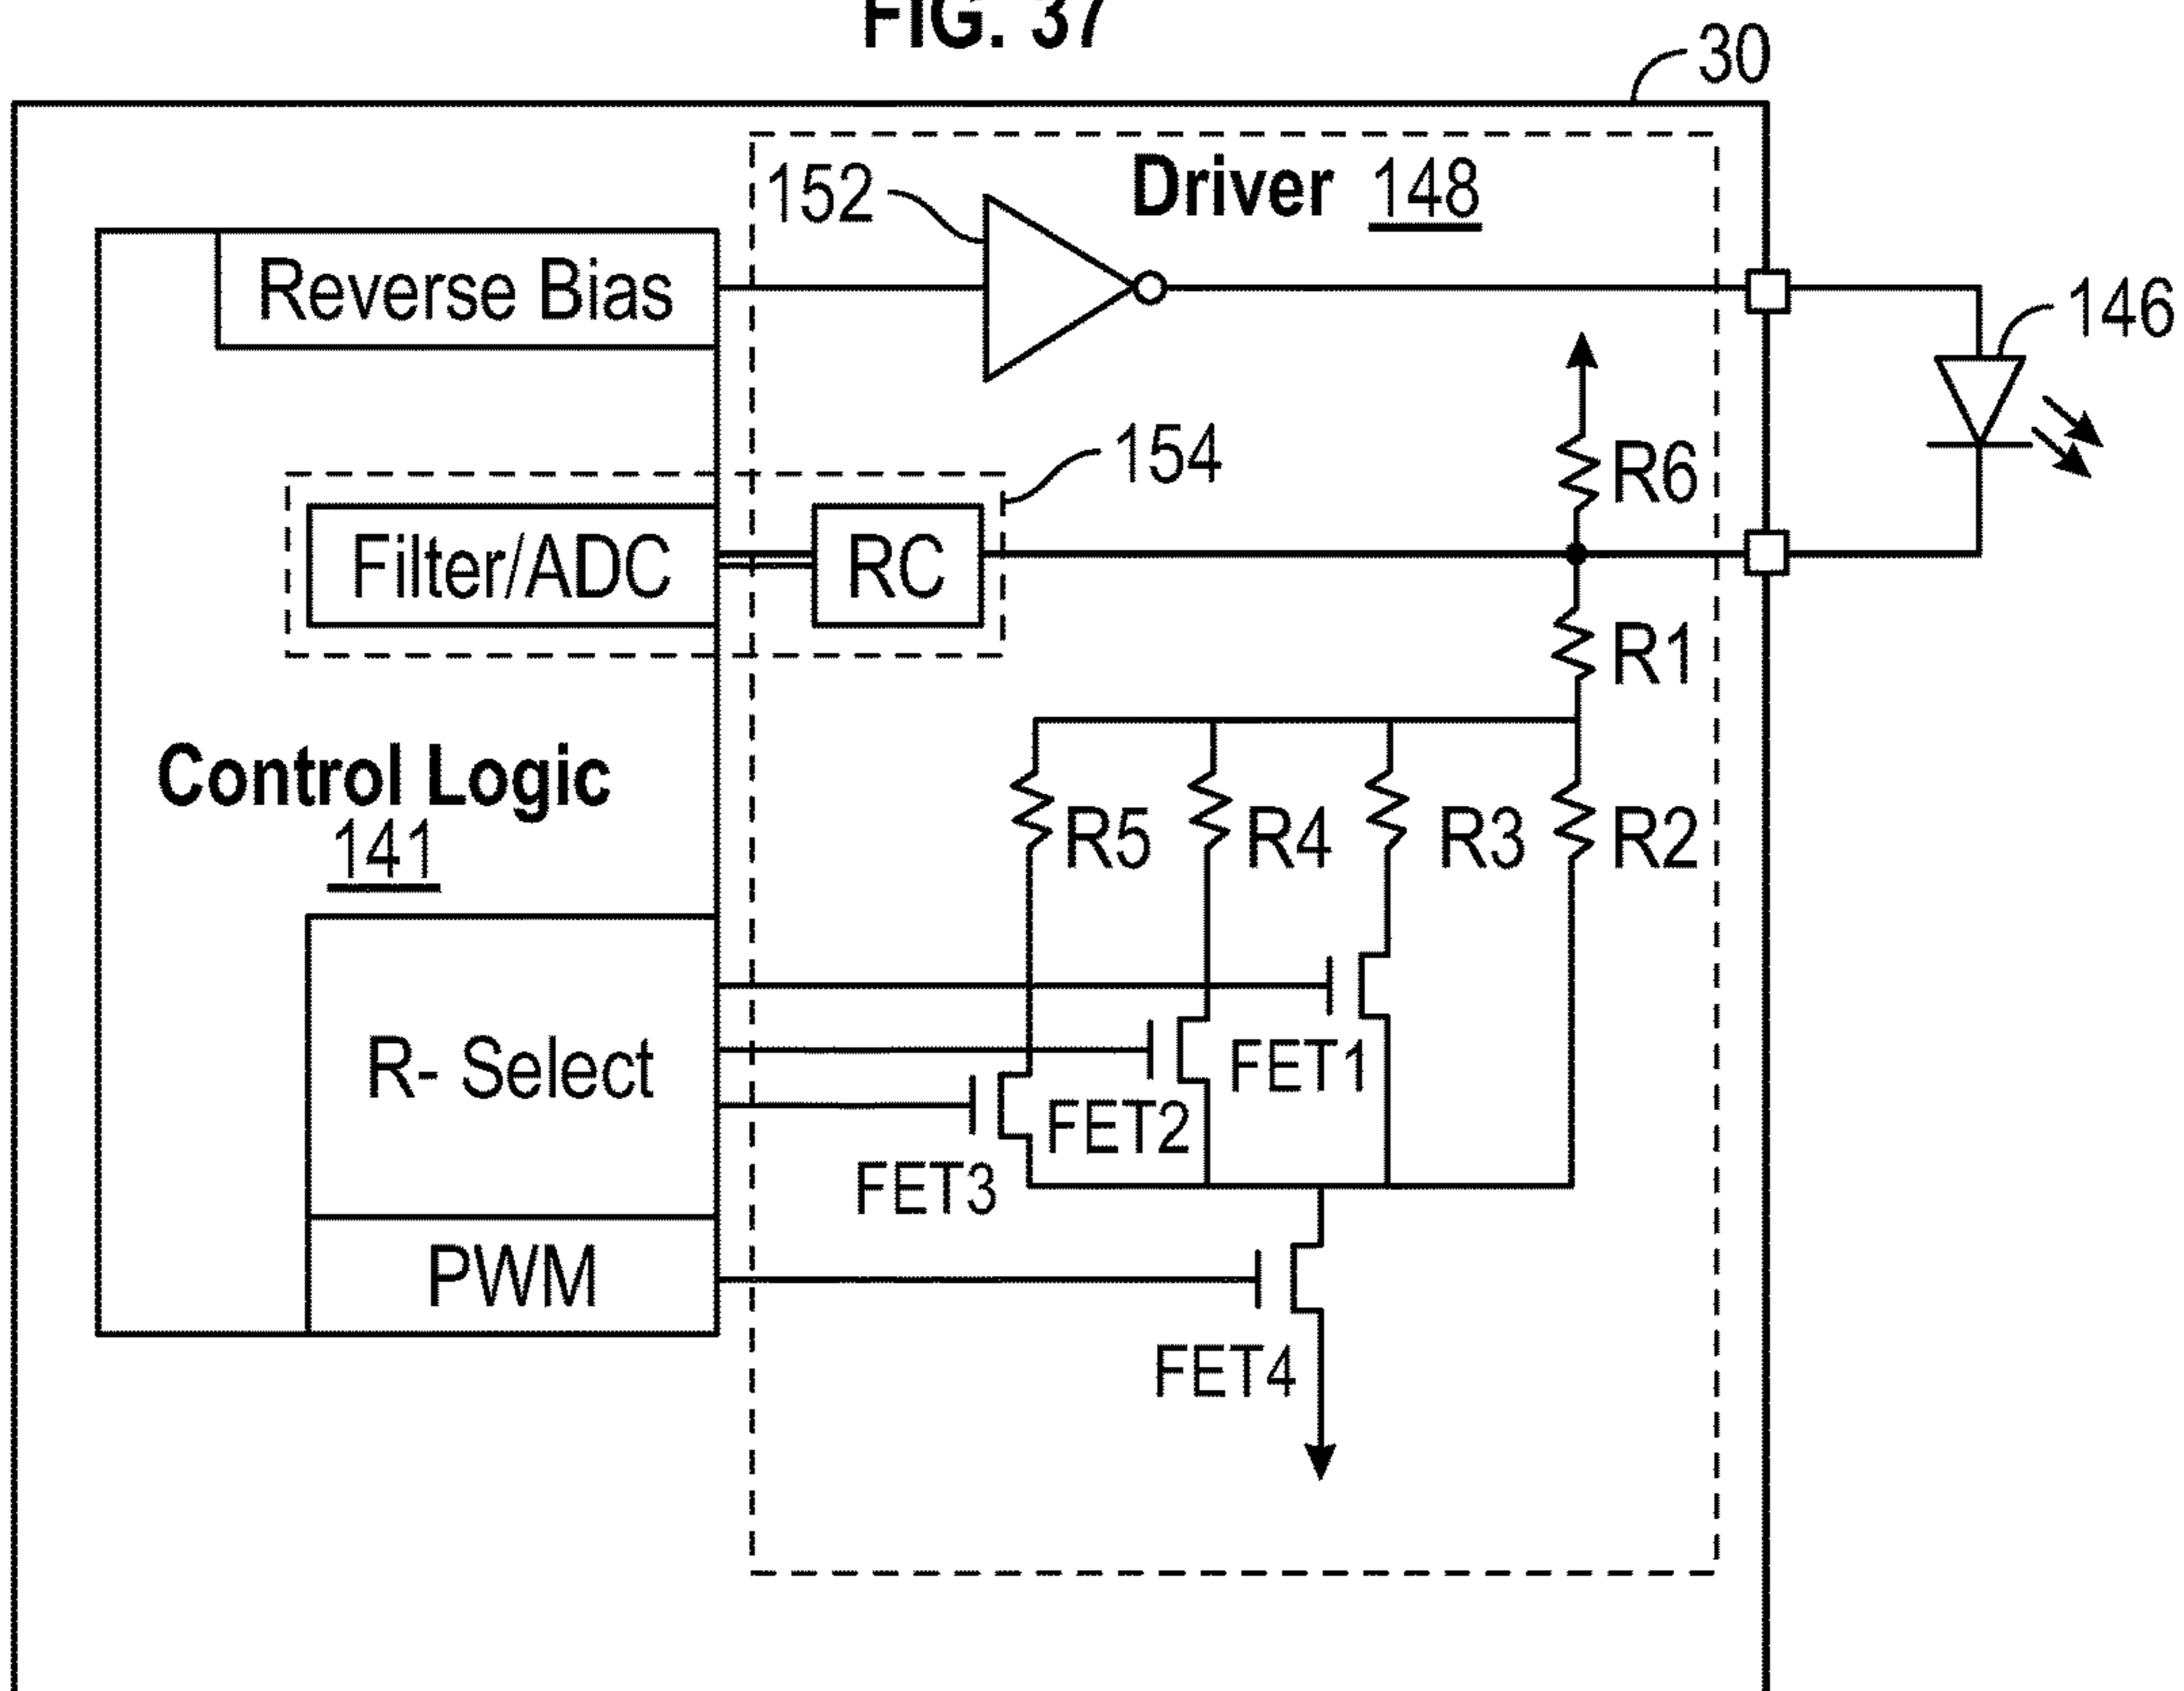 FIG. 37
30
152
Driver 148
Reverse Bias
146
154
R6
Filter/ADC
RC
R1
Control Logic
141
R5
R4
R3
R2
R- Select
FET1
FET2
FET3
PWM
FET4